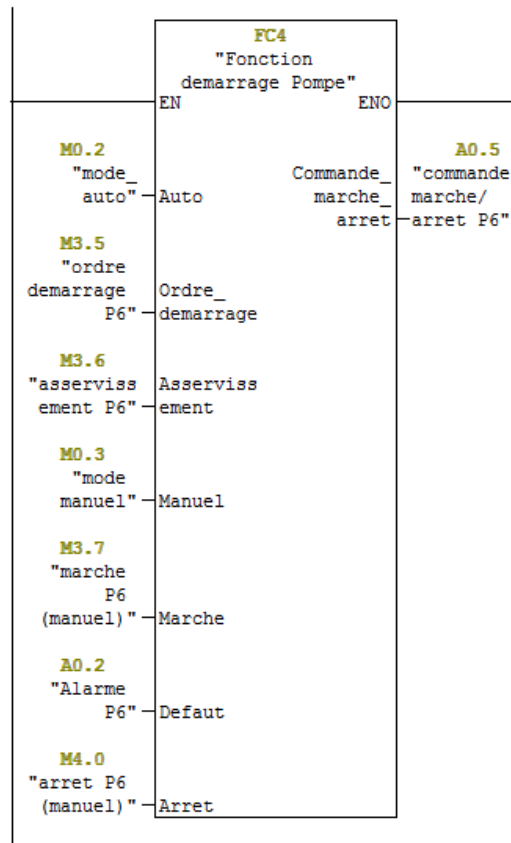 FC4
"Fonction
demarrage Pompe"
EN ENO
M0.2
"mode_
auto" Auto
Commande_
marche_
arret
A0.5
"commande
marche/
arret P6"
M3.5
"ordre
demarrage
P6"
Ordre_
demarrage
M3.6
"asserviss
ement P6"
Asserviss
ement
M0.3
"mode
manuel" Manuel
M3.7
"marche
P6
(manuel)" Marche
A0.2
"Alarme
P6" Defaut
M4.0
"arret P6
(manuel)" Arret